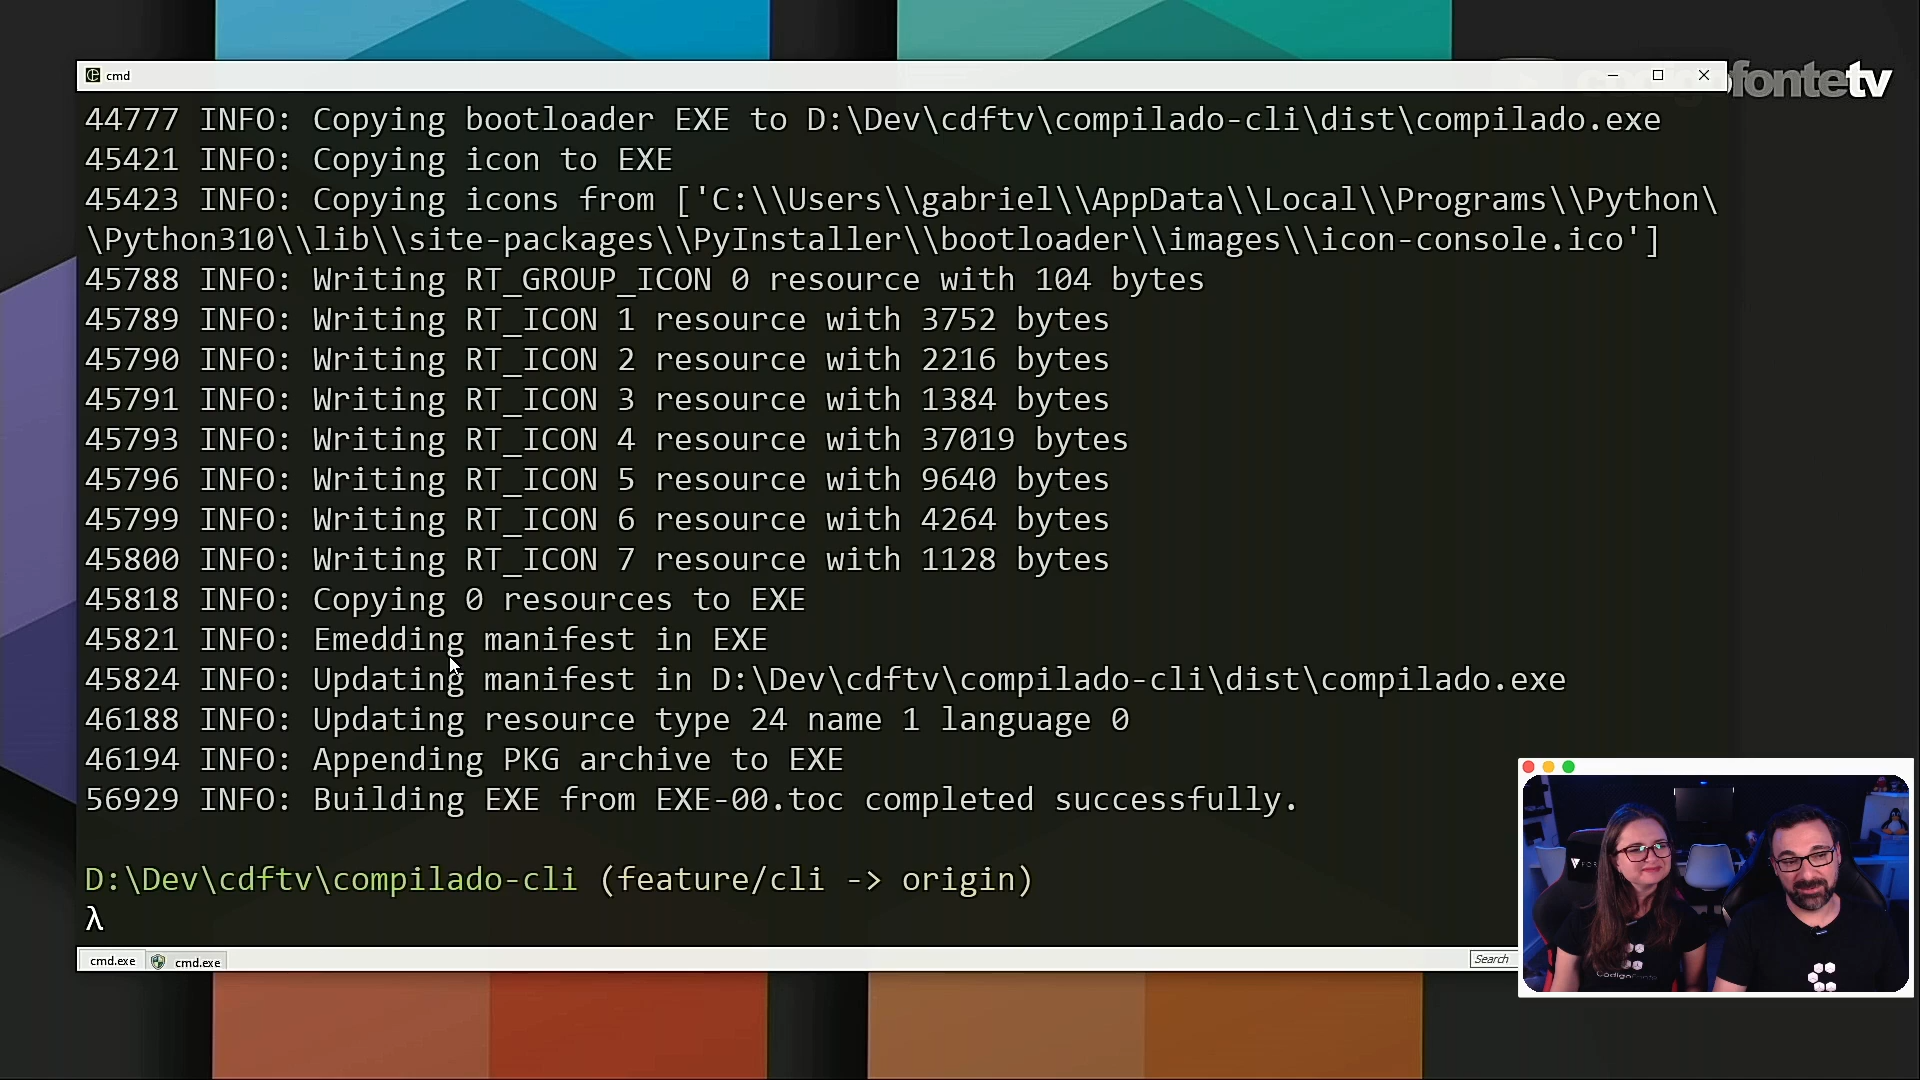 cmd
fontetv
44777 INFO: Copying bootloader EXE to D:\Dev\cdftv\compilado-cli\dist\compilado.exe
45421 INFO: Copying icon to EXE
45423 INFO: Copying icons from ['C:\\Users\\gabriel\\AppData\\Local\\Programs\\Python\
\Python310\\lib\\site-packages\\PyInstaller\\bootloader\\images\\icon-console.ico']
45788 INFO: Writing RT_GROUP_ICON 0 resource with 104 bytes
45789 INFO: Writing RT_ICON 1 resource with 3752 bytes
45790 INFO: Writing RT_ICON 2 resource with 2216 bytes
45791 INFO: Writing RT_ICON 3 resource with 1384 bytes
45793 INFO: Writing RT_ICON 4 resource with 37019 bytes
45796 INFO: Writing RT_ICON 5 resource with 9640 bytes
45799 INFO: Writing RT_ICON 6 resource with 4264 bytes
45800 INFO: Writing RT_ICON 7 resource with 1128 bytes
45818 INFO: Copying 0 resources to EXE
45821 INFO: Emedding manifest in EXE
45824 INFO: Updating manifest in D:\Dev\cdftv\compilado-cli\dist\compilado.exe
46188 INFO: Updating resource type 24 name 1 language 0
46194 INFO: Appending PKG archive to EXE
56929 INFO: Building EXE from EXE-00.toc completed successfully.
D:\Dev\cdftv\compilado-cli (feature/cli -> origin)
λ
cmd.exe cmd.exe Search